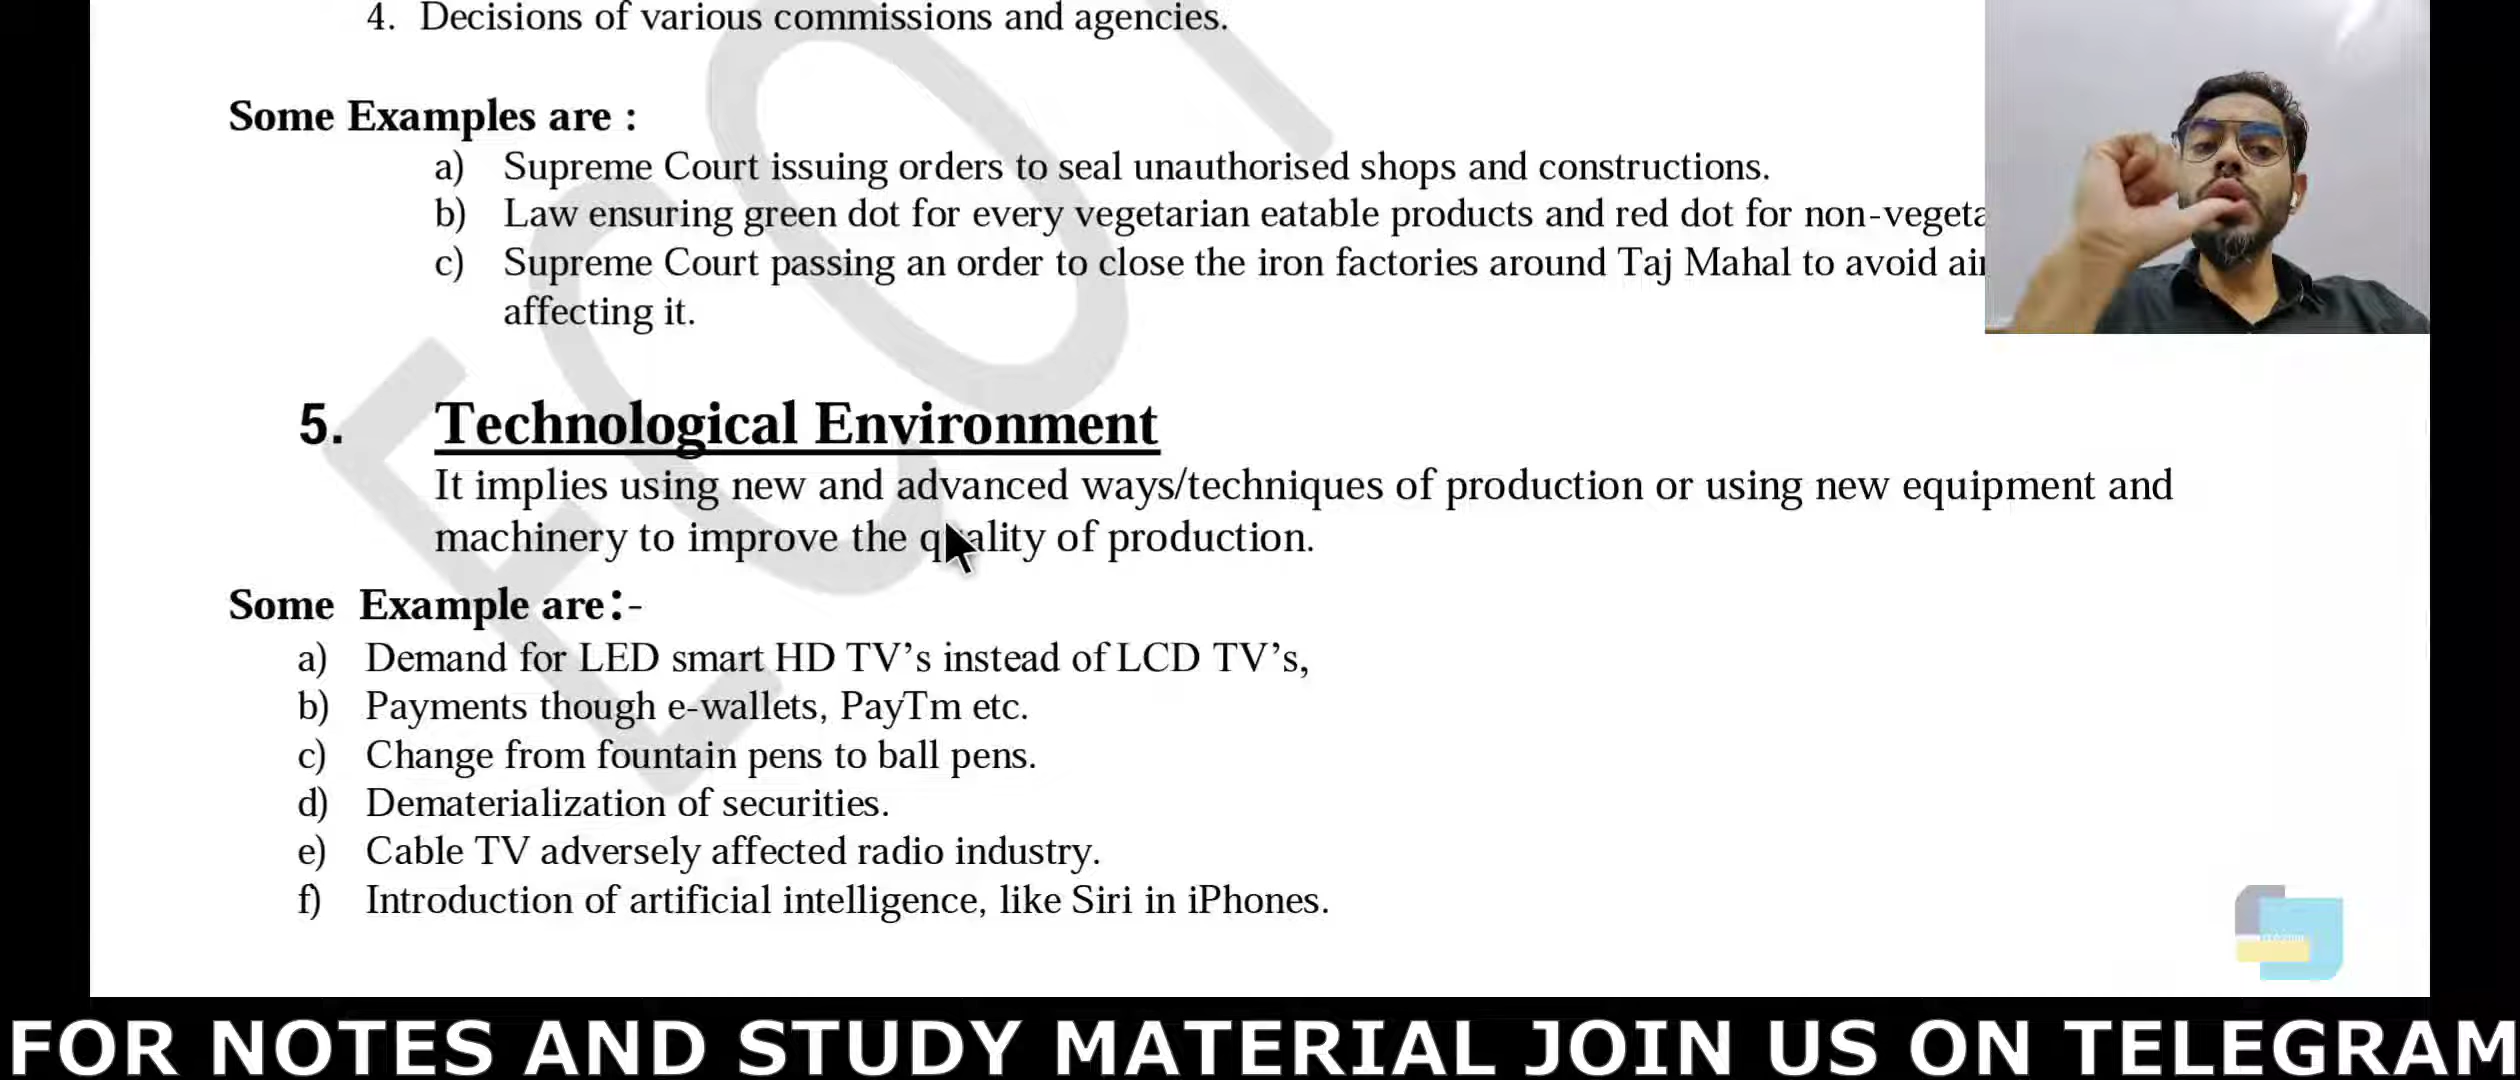 4. Decisions of various commissions and agencies.
Some Examples are :
a) Supreme Court issuing orders to seal unauthorised shops and constructions.
b) Law ensuring green dot for every vegetarian eatable products and red dot for non-vegeta
c) Supreme Court passing an order to close the iron factories around Taj Mahal to avoid air
affecting it.
5. Technological Environment
It implies using new and advanced ways/techniques of production or using new equipment and
machinery to improve the quality of production.
Some Example are:-
a) Demand for LED smart HD TV’s instead of LCD TV’s,
b) Payments though e-wallets, PayTm etc.
c) Change from fountain pens to ball pens.
d) Dematerialization of securities.
e) Cable TV adversely affected radio industry.
f) Introduction of artificial intelligence, like Siri in iPhones.
FOR NOTES AND STUDY MATERIAL JOIN US ON TELEGRAM